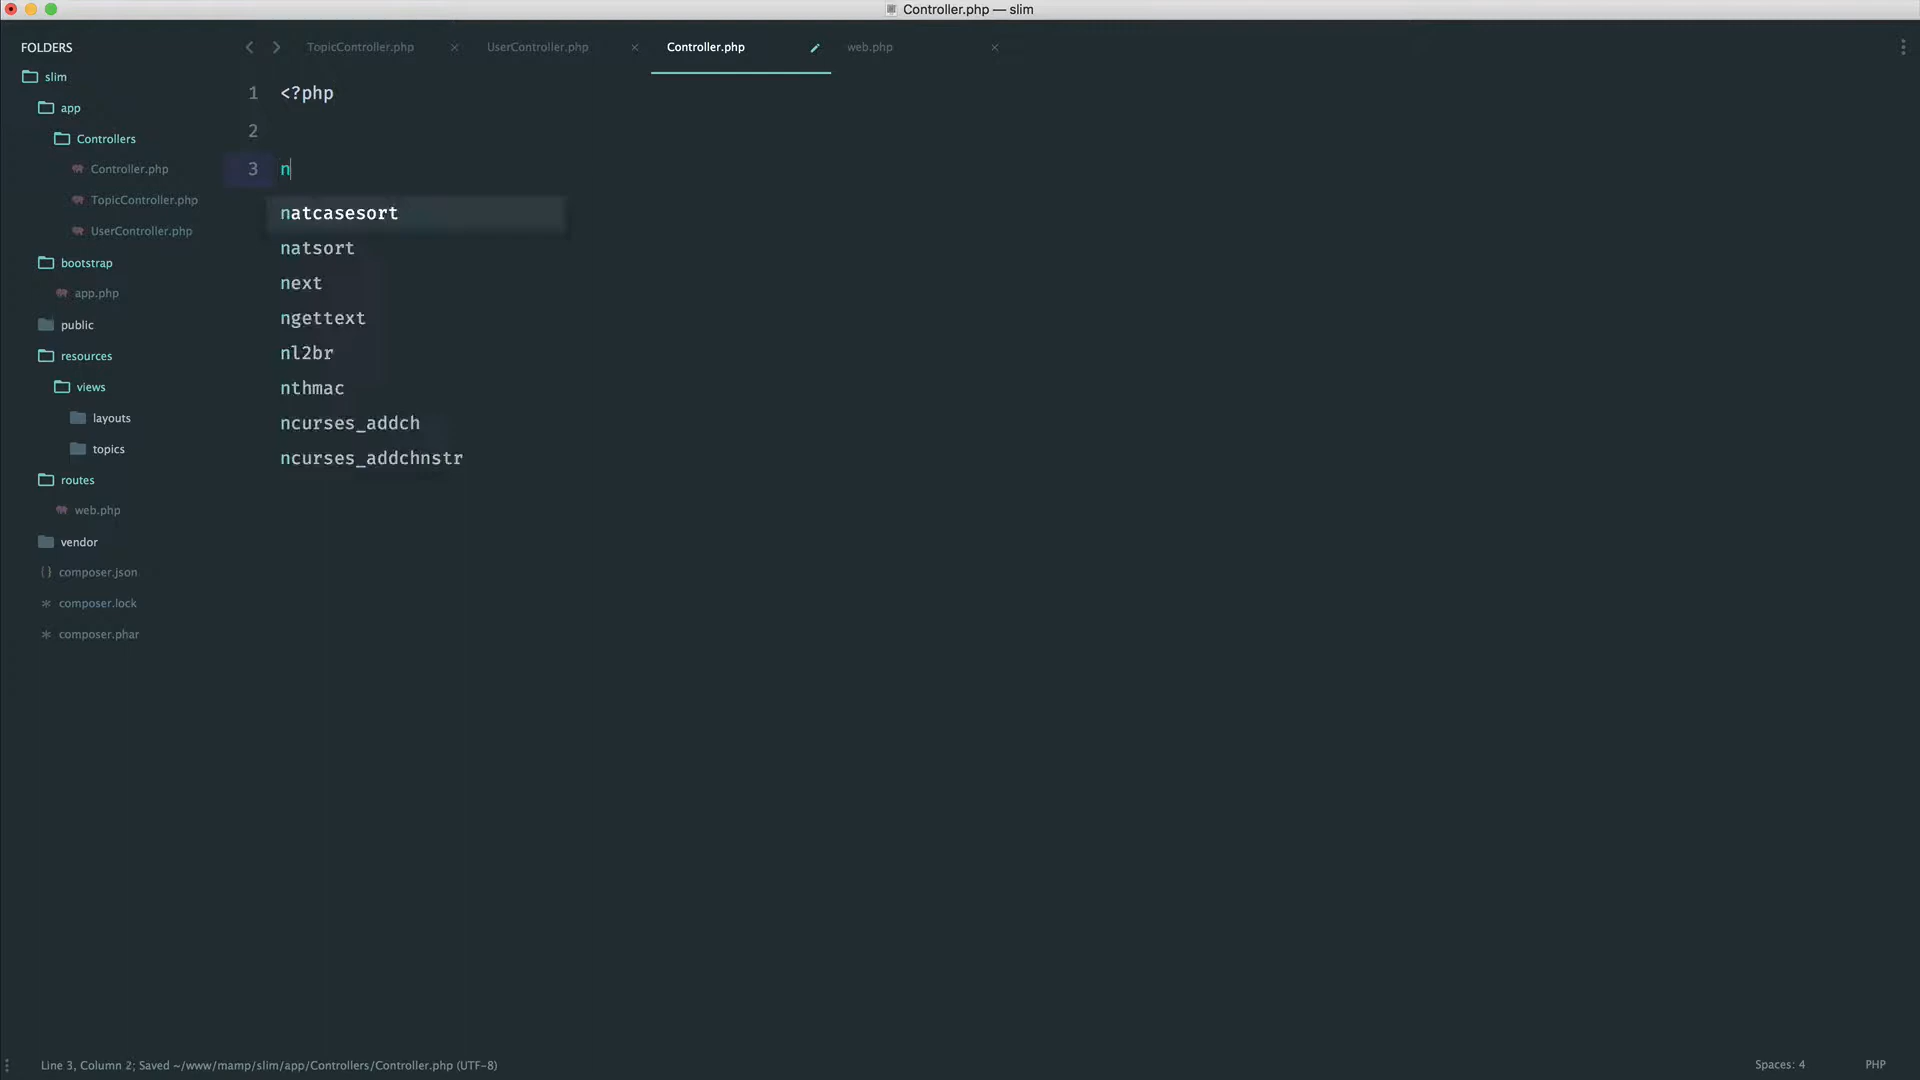 Controller.php — slim
FOLDERS
slim
app
Controllers
Controller.php
TopicController.php
UserController.php
bootstrap
app.php
public
resources
views
layouts
topics
routes
web.php
vendor
composer.json
composer.lock
composer.phar
TopicController.php
UserController.php
Controller.php
web.php
1 <?php
2
3 n
natcasesort
natsort
next
ngettext
nl2br
nthmac
ncurses_addch
ncurses_addchnstr
Line 3, Column 2; Saved ~/www/mamp/slim/app/Controllers/Controller.php (UTF-8)
Spaces: 4
PHP